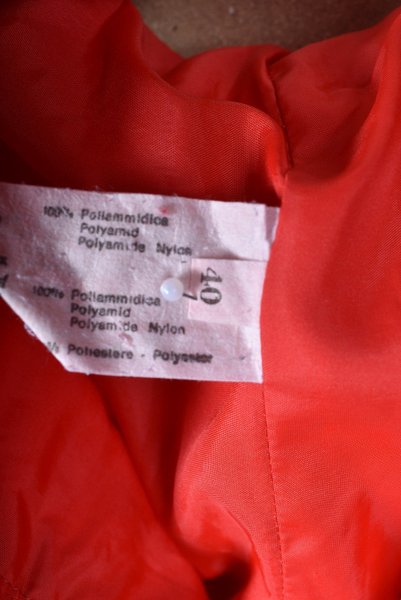 100% Poliammidica
Polyamid
Polyamide Nylon
40
100% Poliammidica
Polyamid
Polyamide Nylon
Poliestere - Polyester